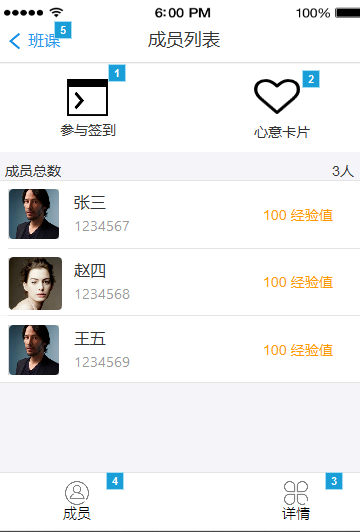 6:00 PM 100%
班课 5 成员列表
1 2
参与签到 心意卡片
成员总数 3人
张三
100 经验值
1234567
赵四
100 经验值
1234568
王五
100 经验值
1234569
4 3
成员 详情